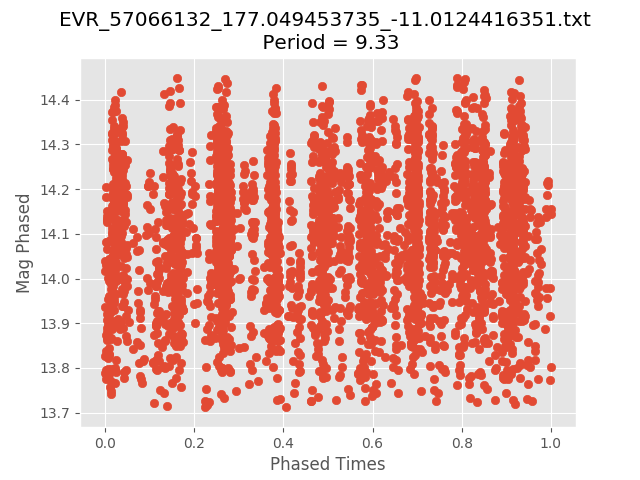 EVR_57066132_177.049453735_-11.0124416351.txt
Period = 9.33
14.4
14.3
14.2
14.1
14.0
13.9
13.8
13.7
Mag Phased
0.0 0.2 0.4 0.6 0.8 1.0
Phased Times